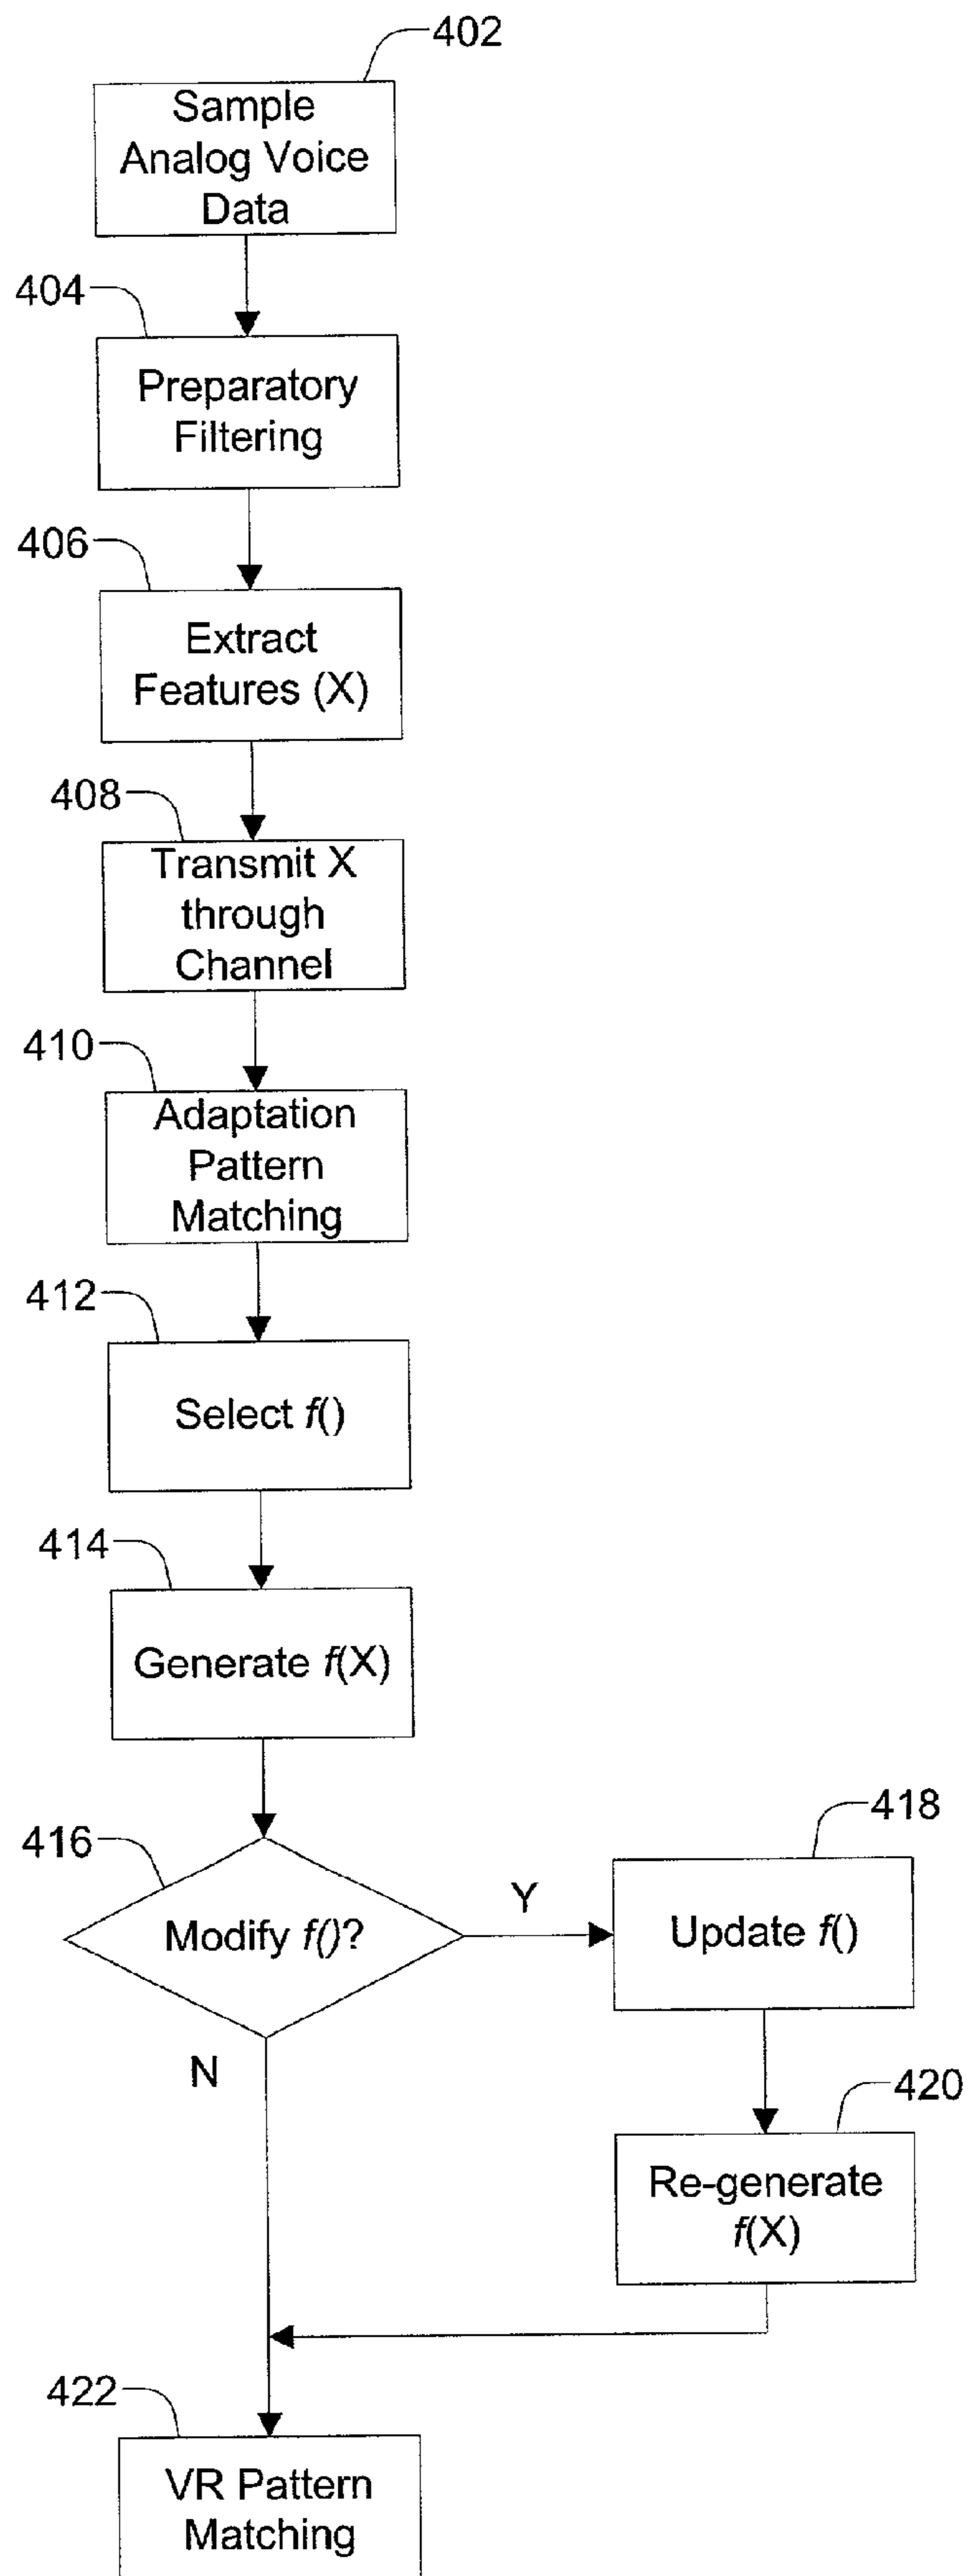 402
Sample
Analog Voice
Data
404
Preparatory
Filtering
406
Extract
Features (X)
408
Transmit X
through
Channel
410
Adaptation
Pattern
Matching
412
Select f()
414
Generate f(X)
416
Modify f()?
Y
N
418
Update f()
420
Re-generate
f(X)
422
VR Pattern
Matching